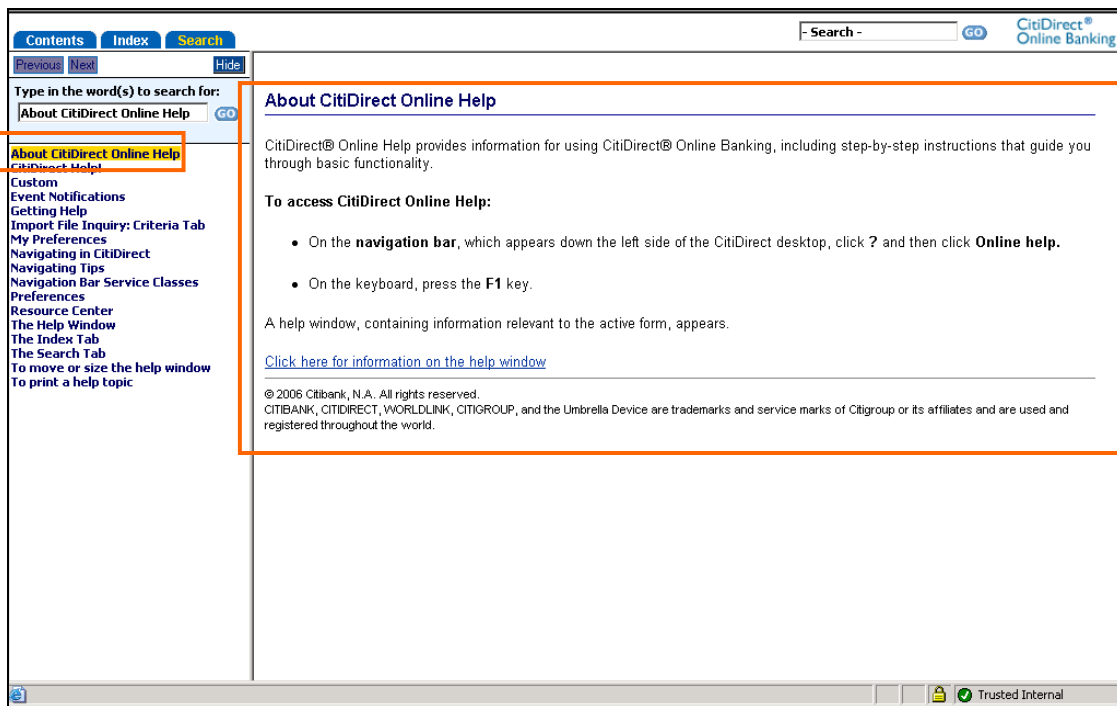 Contents Index Search
- Search - GO
CitiDirect®
Online Banking
Previous Next Hide
Type in the word(s) to search for:
About CitiDirect Online Help GO
About CitiDirect Online Help
CitiDirect Help!
Custom
Event Notifications
Getting Help
Import File Inquiry: Criteria Tab
My Preferences
Navigating in CitiDirect
Navigating Tips
Navigation Bar Service Classes
Preferences
Resource Center
The Help Window
The Index Tab
The Search Tab
To move or size the help window
To print a help topic
About CitiDirect Online Help
CitiDirect® Online Help provides information for using CitiDirect® Online Banking, including step-by-step instructions that guide you
through basic functionality.
To access CitiDirect Online Help:
• On the navigation bar, which appears down the left side of the CitiDirect desktop, click ? and then click Online help.
• On the keyboard, press the F1 key.
A help window, containing information relevant to the active form, appears.
Click here for information on the help window
© 2006 Citibank, N.A. All rights reserved.
CITIBANK, CITIDIRECT, WORLDLINK, CITIGROUP, and the Umbrella Device are trademarks and service marks of Citigroup or its affiliates and are used and
registered throughout the world.
Trusted Internal